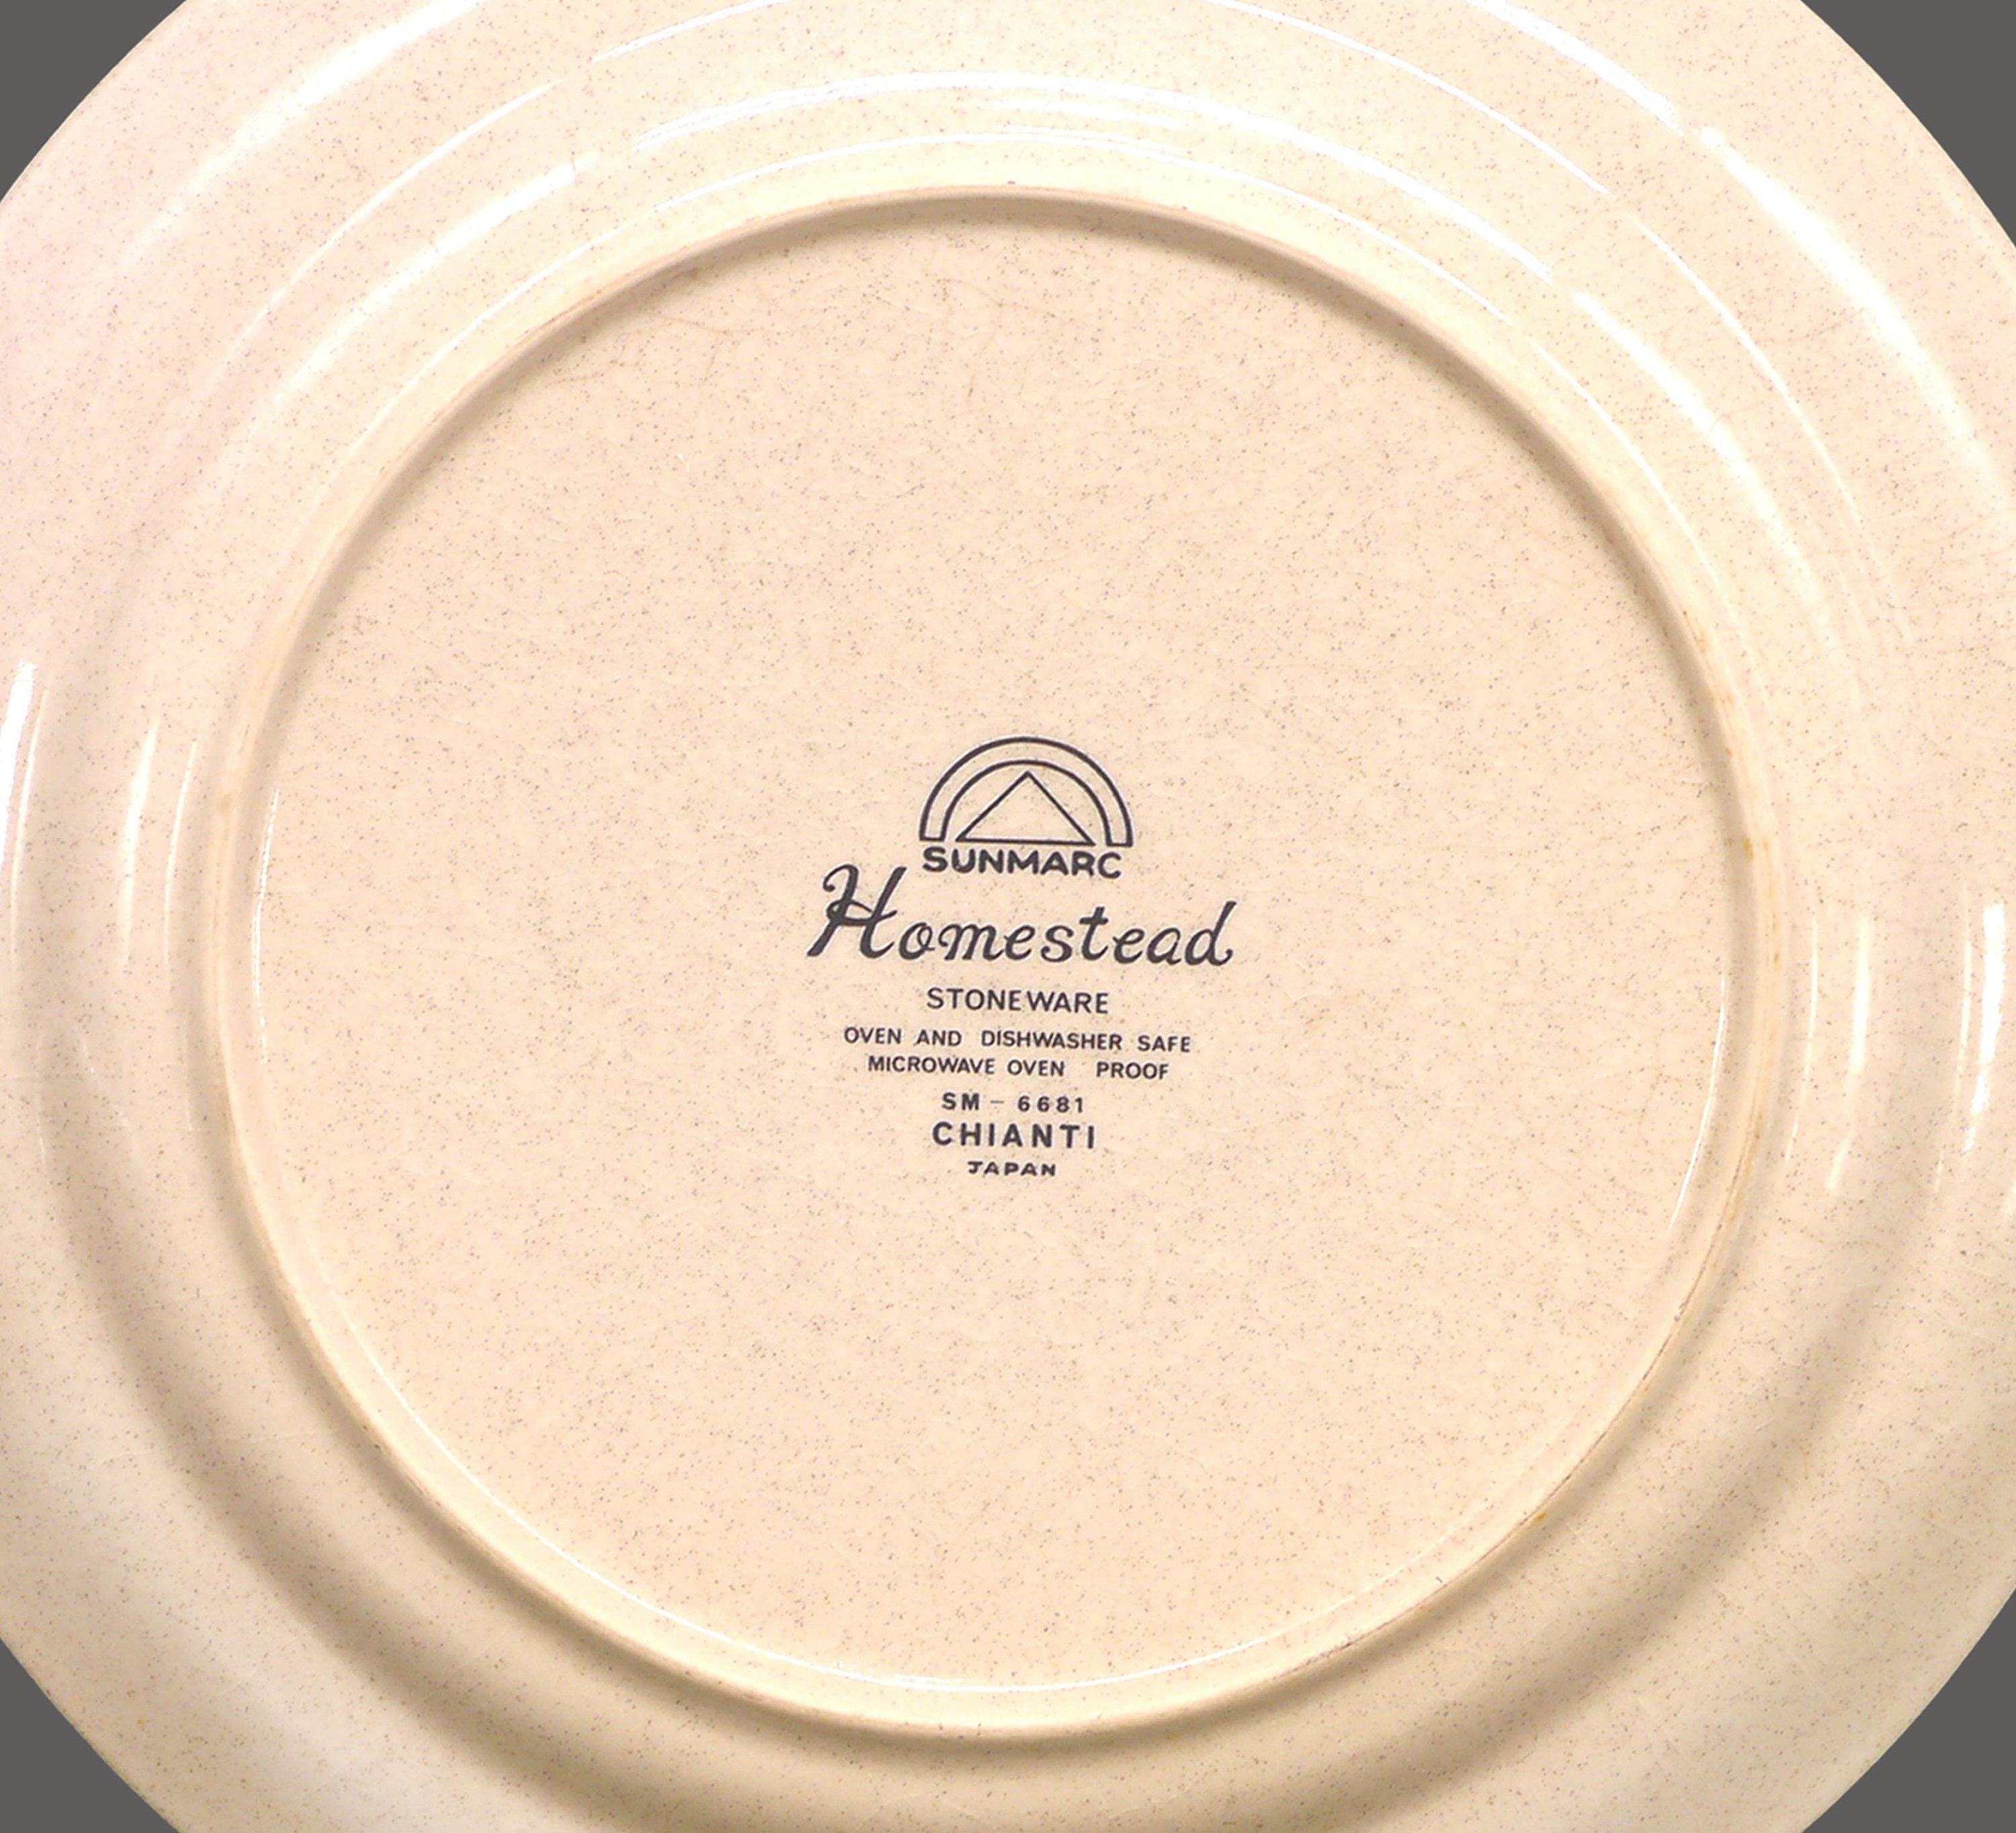 SUNMARC
Homestead
STONEWARE
OVEN AND DISHWASHER SAFE
MICROWAVE OVEN PROOF
SM - 6681
CHIANTI
JAPAN